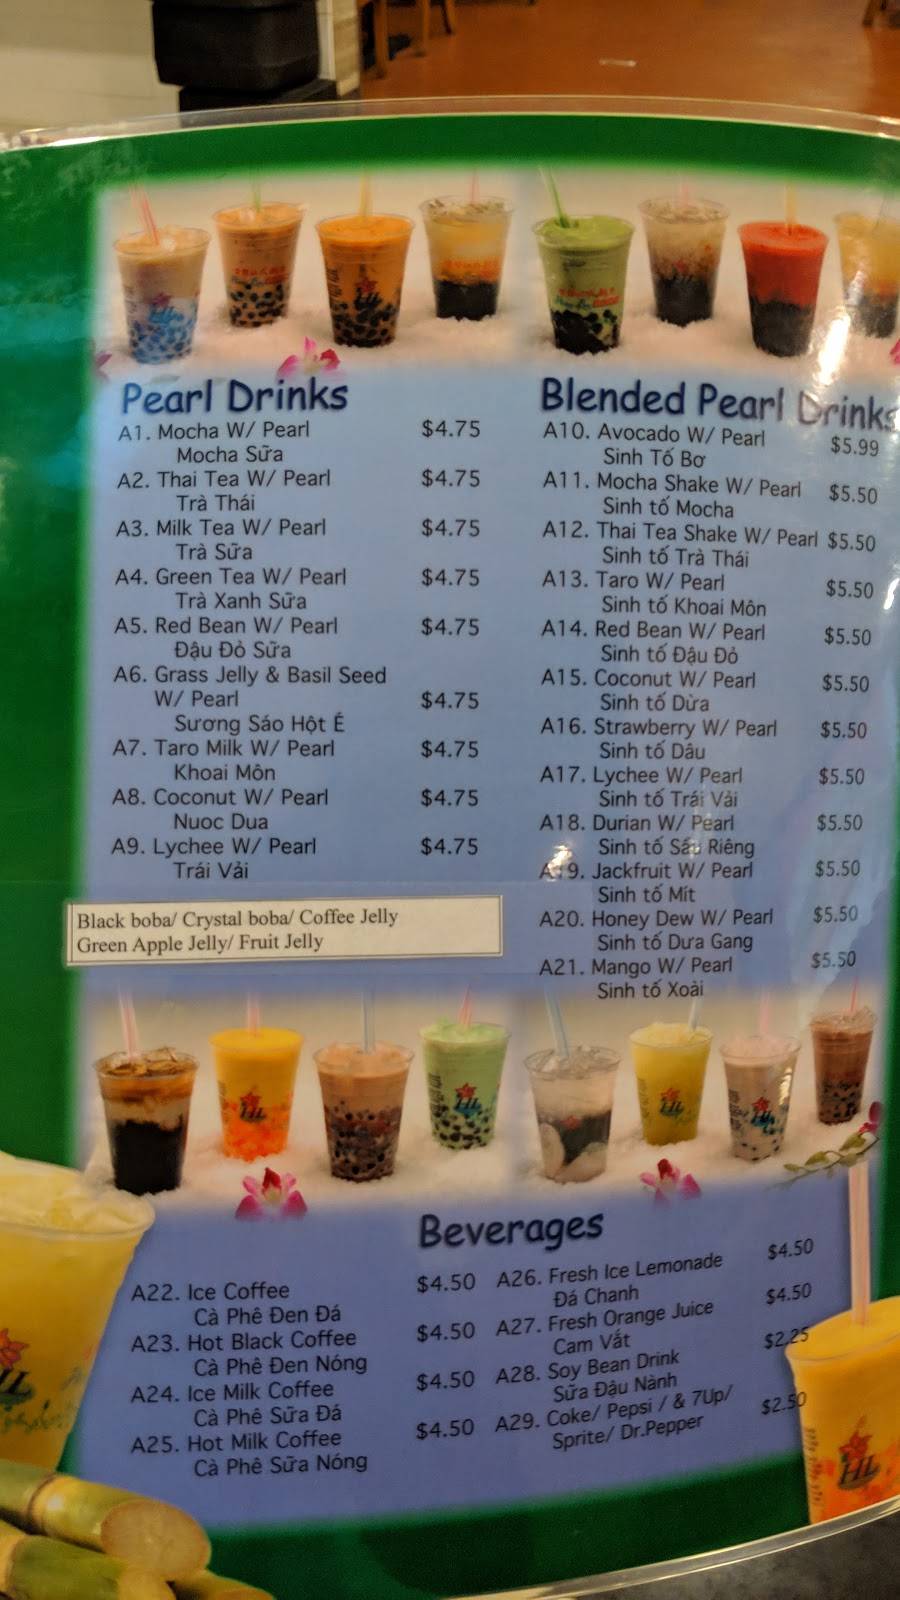 Pearl Drinks
A1. Mocha W/ Pearl $4.75
Mocha Sữa
A2. Thai Tea W/ Pearl $4.75
Trà Thái
A3. Milk Tea W/ Pearl $4.75
Trà Sữa
A4. Green Tea W/ Pearl $4.75
Trà Xanh Sữa
A5. Red Bean W/ Pearl $4.75
Đậu Đỏ Sữa
A6. Grass Jelly & Basil Seed
W/ Pearl $4.75
Sương Sáo Hột É
A7. Taro Milk W/ Pearl $4.75
Khoai Môn
A8. Coconut W/ Pearl $4.75
Nuoc Dua
A9. Lychee W/ Pearl $4.75
Trái Vải
Black boba/ Crystal boba/ Coffee Jelly
Green Apple Jelly/ Fruit Jelly
Blended Pearl Drinks
A10. Avocado W/ Pearl $5.99
Sinh Tố Bơ
A11. Mocha Shake W/ Pearl $5.50
Sinh tố Mocha
A12. Thai Tea Shake W/ Pearl $5.50
Sinh tố Trà Thái
A13. Taro W/ Pearl $5.50
Sinh tố Khoai Môn
A14. Red Bean W/ Pearl $5.50
Sinh tố Đậu Đỏ
A15. Coconut W/ Pearl $5.50
Sinh tố Dừa
A16. Strawberry W/ Pearl $5.50
Sinh tố Dâu
A17. Lychee W/ Pearl $5.50
Sinh tố Trái Vải
A18. Durian W/ Pearl $5.50
Sinh tố Sầu Riêng
A19. Jackfruit W/ Pearl $5.50
Sinh tố Mít
A20. Honey Dew W/ Pearl $5.50
Sinh tố Dưa Gang
A21. Mango W/ Pearl $5.50
Sinh tố Xoài
Beverages
A22. Ice Coffee $4.50
Cà Phê Đen Đá
A23. Hot Black Coffee $4.50
Cà Phê Đen Nóng
A24. Ice Milk Coffee $4.50
Cà Phê Sữa Đá
A25. Hot Milk Coffee $4.50
Cà Phê Sữa Nóng
A26. Fresh Ice Lemonade $4.50
Đá Chanh
A27. Fresh Orange Juice $4.50
Cam Vắt
A28. Soy Bean Drink $2.25
Sữa Đậu Nành
A29. Coke/ Pepsi / & 7Up/ $2.50
Sprite/ Dr.Pepper
HL